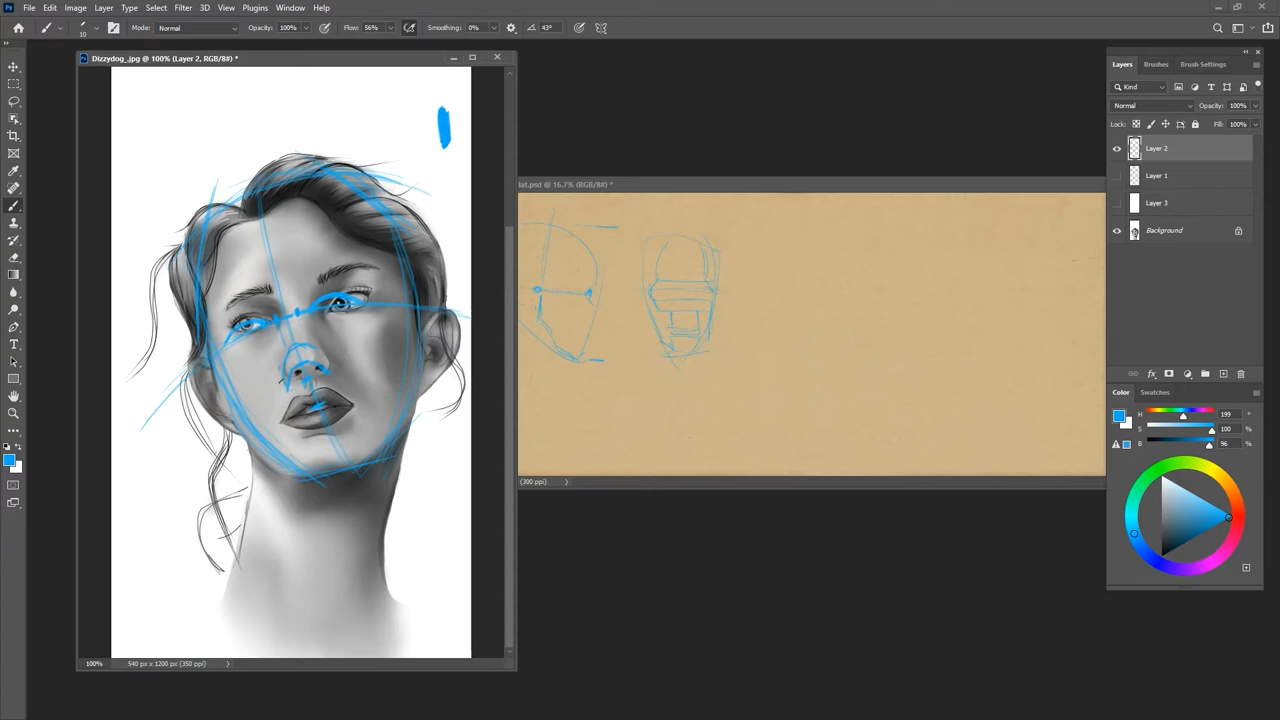 Ps File Edit Image Layer Type Select Filter 3D View Plugins Window Help
10 Mode: Normal Opacity: 100% Flow: 56% Smoothing: 0% 43°
Dizzydog_.jpg @ 100% (Layer 2, RGB/8#) *
lat.psd @ 16.7% (RGB/8#) *
Layers Brushes Brush Settings
Kind
Normal Opacity: 100%
Lock: Fill: 100%
Layer 2
Layer 1
Layer 3
Background
fx
Color Swatches
H 199 °
S 100 %
B 96 %
(300 ppi)
100% 540 px x 1200 px (350 ppi)